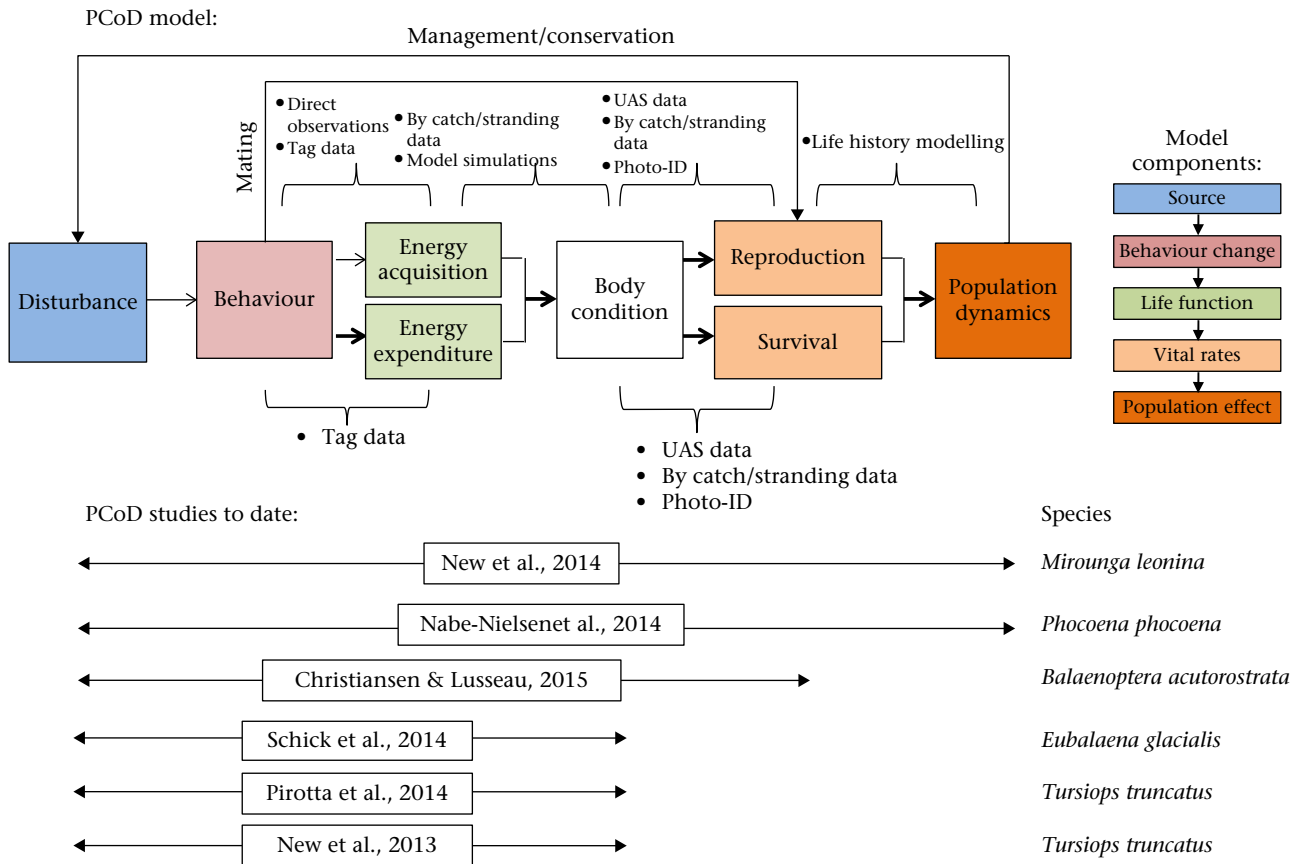 PCoD model:
Management/conservation
Mating
• Direct
observations
• Tag data
• By catch/stranding
data
• Model simulations
• UAS data
• By catch/stranding
data
• Photo-ID
• Life history modelling
Disturbance
Behaviour
Energy
acquisition
Energy
expenditure
Body
condition
Reproduction
Survival
Population
dynamics
• Tag data
• UAS data
• By catch/stranding data
• Photo-ID
Model
components:
Source
Behaviour change
Life function
Vital rates
Population effect
PCoD studies to date:
Species
New et al., 2014
Mirounga leonina
Nabe-Nielsenet al., 2014
Phocoena phocoena
Christiansen & Lusseau, 2015
Balaenoptera acutorostrata
Schick et al., 2014
Eubalaena glacialis
Pirotta et al., 2014
Tursiops truncatus
New et al., 2013
Tursiops truncatus